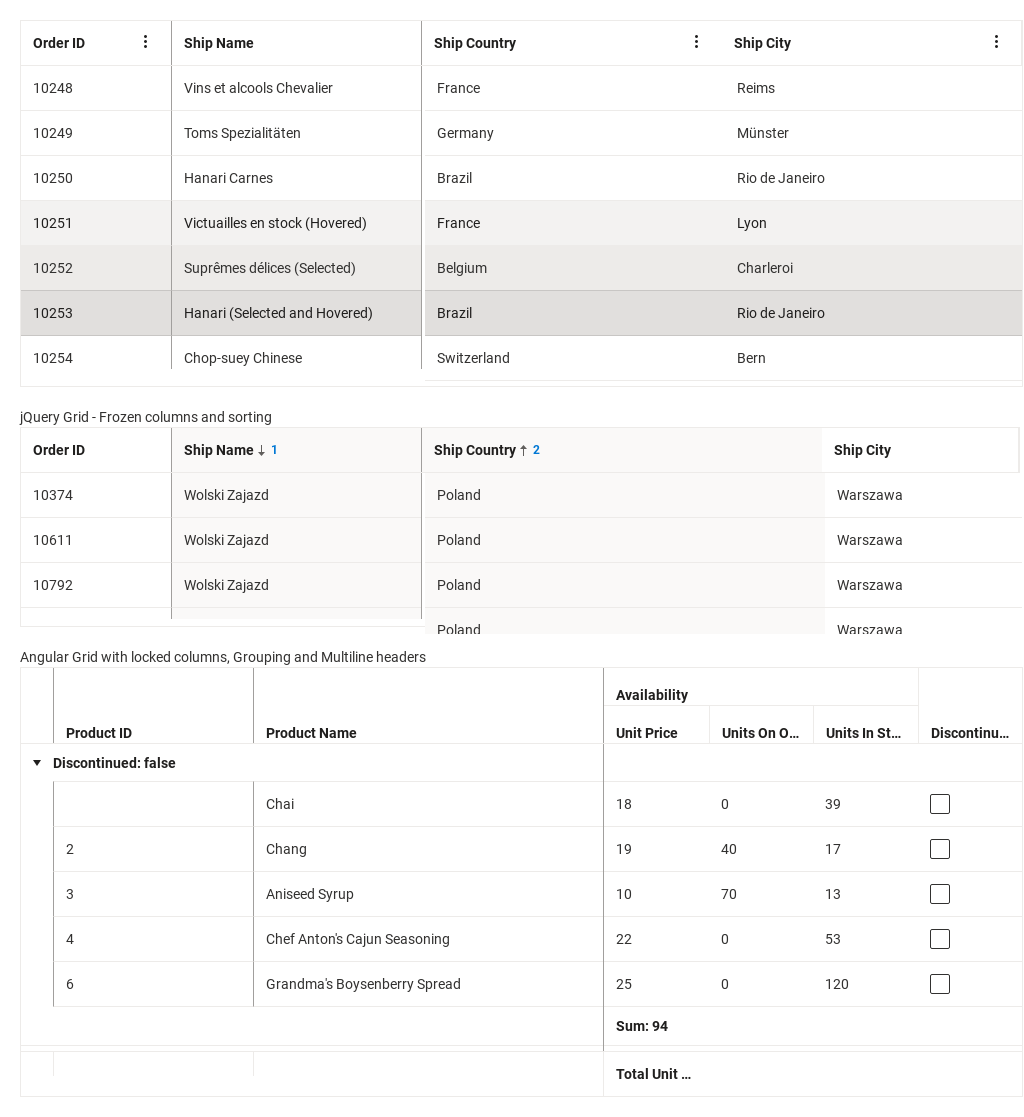 Order ID Ship Name Ship Country Ship City
10248 Vins et alcools Chevalier France Reims
10249 Toms Spezialitäten Germany Münster
10250 Hanari Carnes Brazil Rio de Janeiro
10251 Victuailles en stock (Hovered) France Lyon
10252 Suprêmes délices (Selected) Belgium Charleroi
10253 Hanari (Selected and Hovered) Brazil Rio de Janeiro
10254 Chop-suey Chinese Switzerland Bern
jQuery Grid - Frozen columns and sorting
Order ID Ship Name ↓ 1 Ship Country ↑ 2 Ship City
10374 Wolski Zajazd Poland Warszawa
10611 Wolski Zajazd Poland Warszawa
10792 Wolski Zajazd Poland Warszawa
Poland Warszawa
Angular Grid with locked columns, Grouping and Multiline headers
Availability
Product ID Product Name Unit Price Units On O... Units In St... Discontinu...
Discontinued: false
Chai 18 0 39
2 Chang 19 40 17
3 Aniseed Syrup 10 70 13
4 Chef Anton's Cajun Seasoning 22 0 53
6 Grandma's Boysenberry Spread 25 0 120
Sum: 94
Total Unit ...